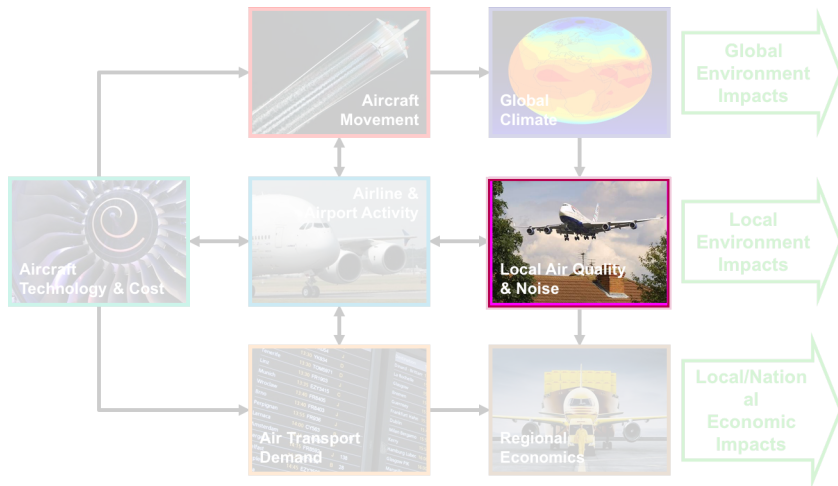 Aircraft
Movement
Global
Climate
Global
Environment
Impacts
Aircraft
Technology & Cost
Airline &
Airport Activity
Local Air Quality
& Noise
Local
Environment
Impacts
Air Transport
Demand
Regional
Economics
Local/Nation
al
Economic
Impacts